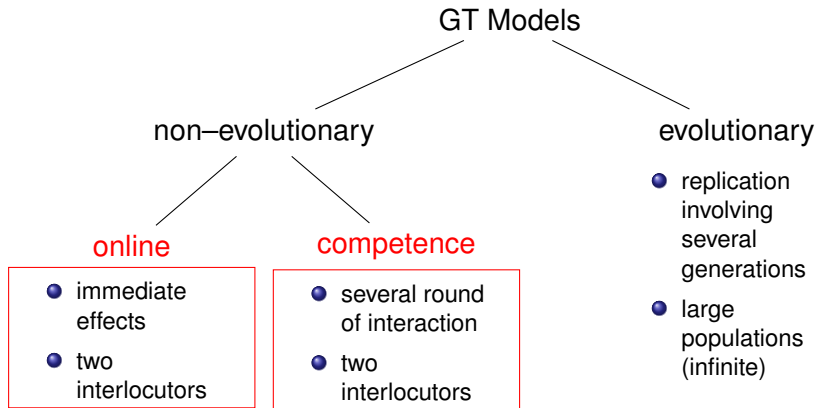 GT Models
non–evolutionary
evolutionary
online
immediate
effects
two
interlocutors
competence
several round
of interaction
two
interlocutors
replication
involving
several
generations
large
populations
(infinite)